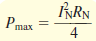 P_max = I_N^2 R_N / 4